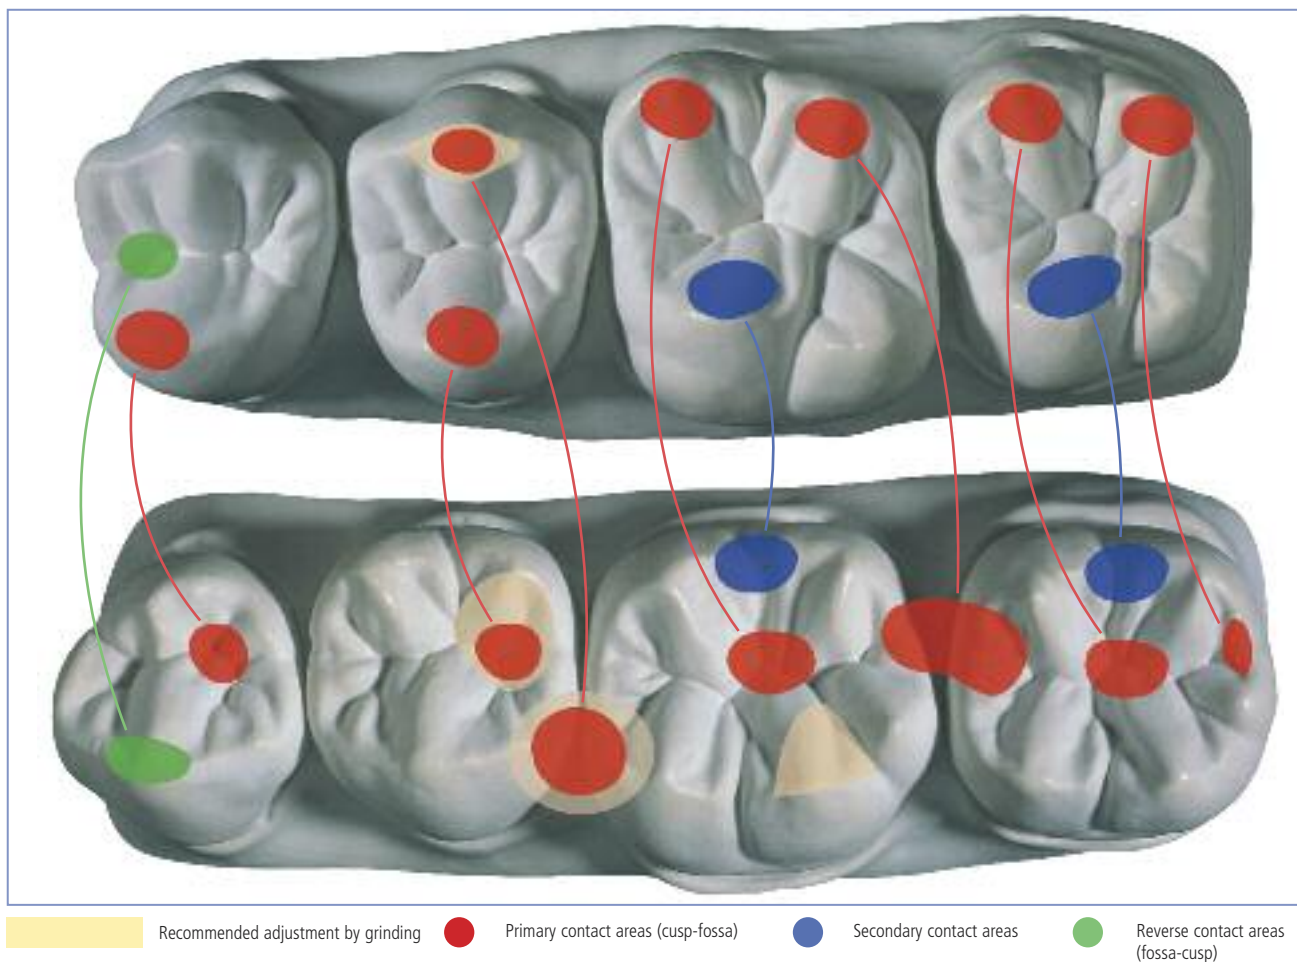 Recommended adjustment by grinding
Primary contact areas (cusp-fossa)
Secondary contact areas
Reverse contact areas
(fossa-cusp)